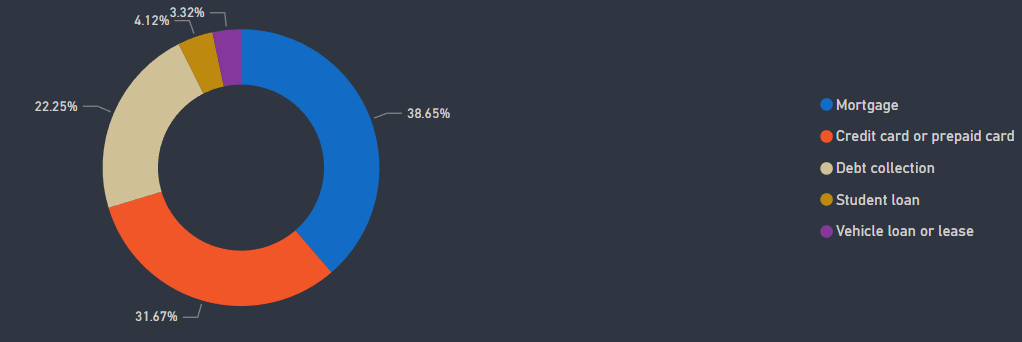 3.32%
4.12%
22.25%
38.65%
31.67%
Mortgage
Credit card or prepaid card
Debt collection
Student loan
Vehicle loan or lease